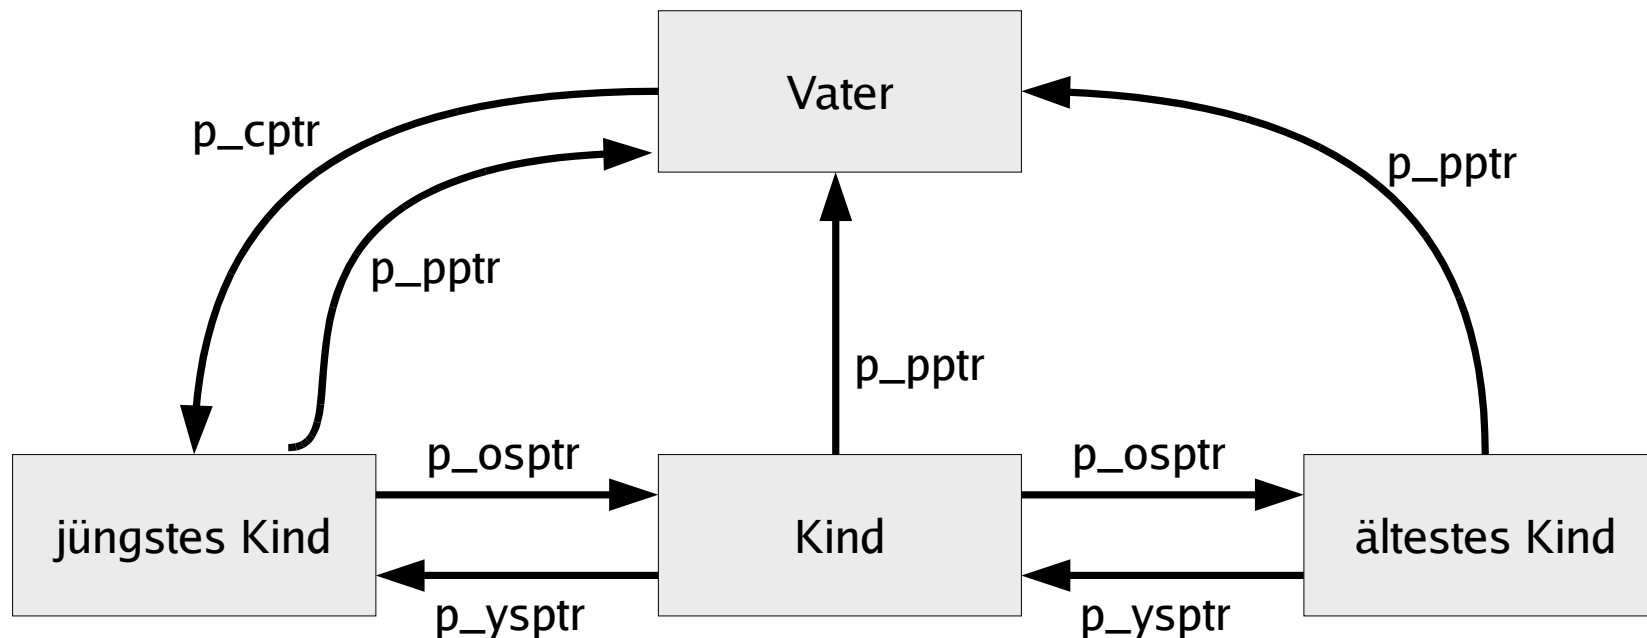 Vater
p_cptr
p_pptr
p_pptr
p_pptr
p_osptr
p_osptr
jüngstes Kind
Kind
ältestes Kind
p_ysptr
p_ysptr